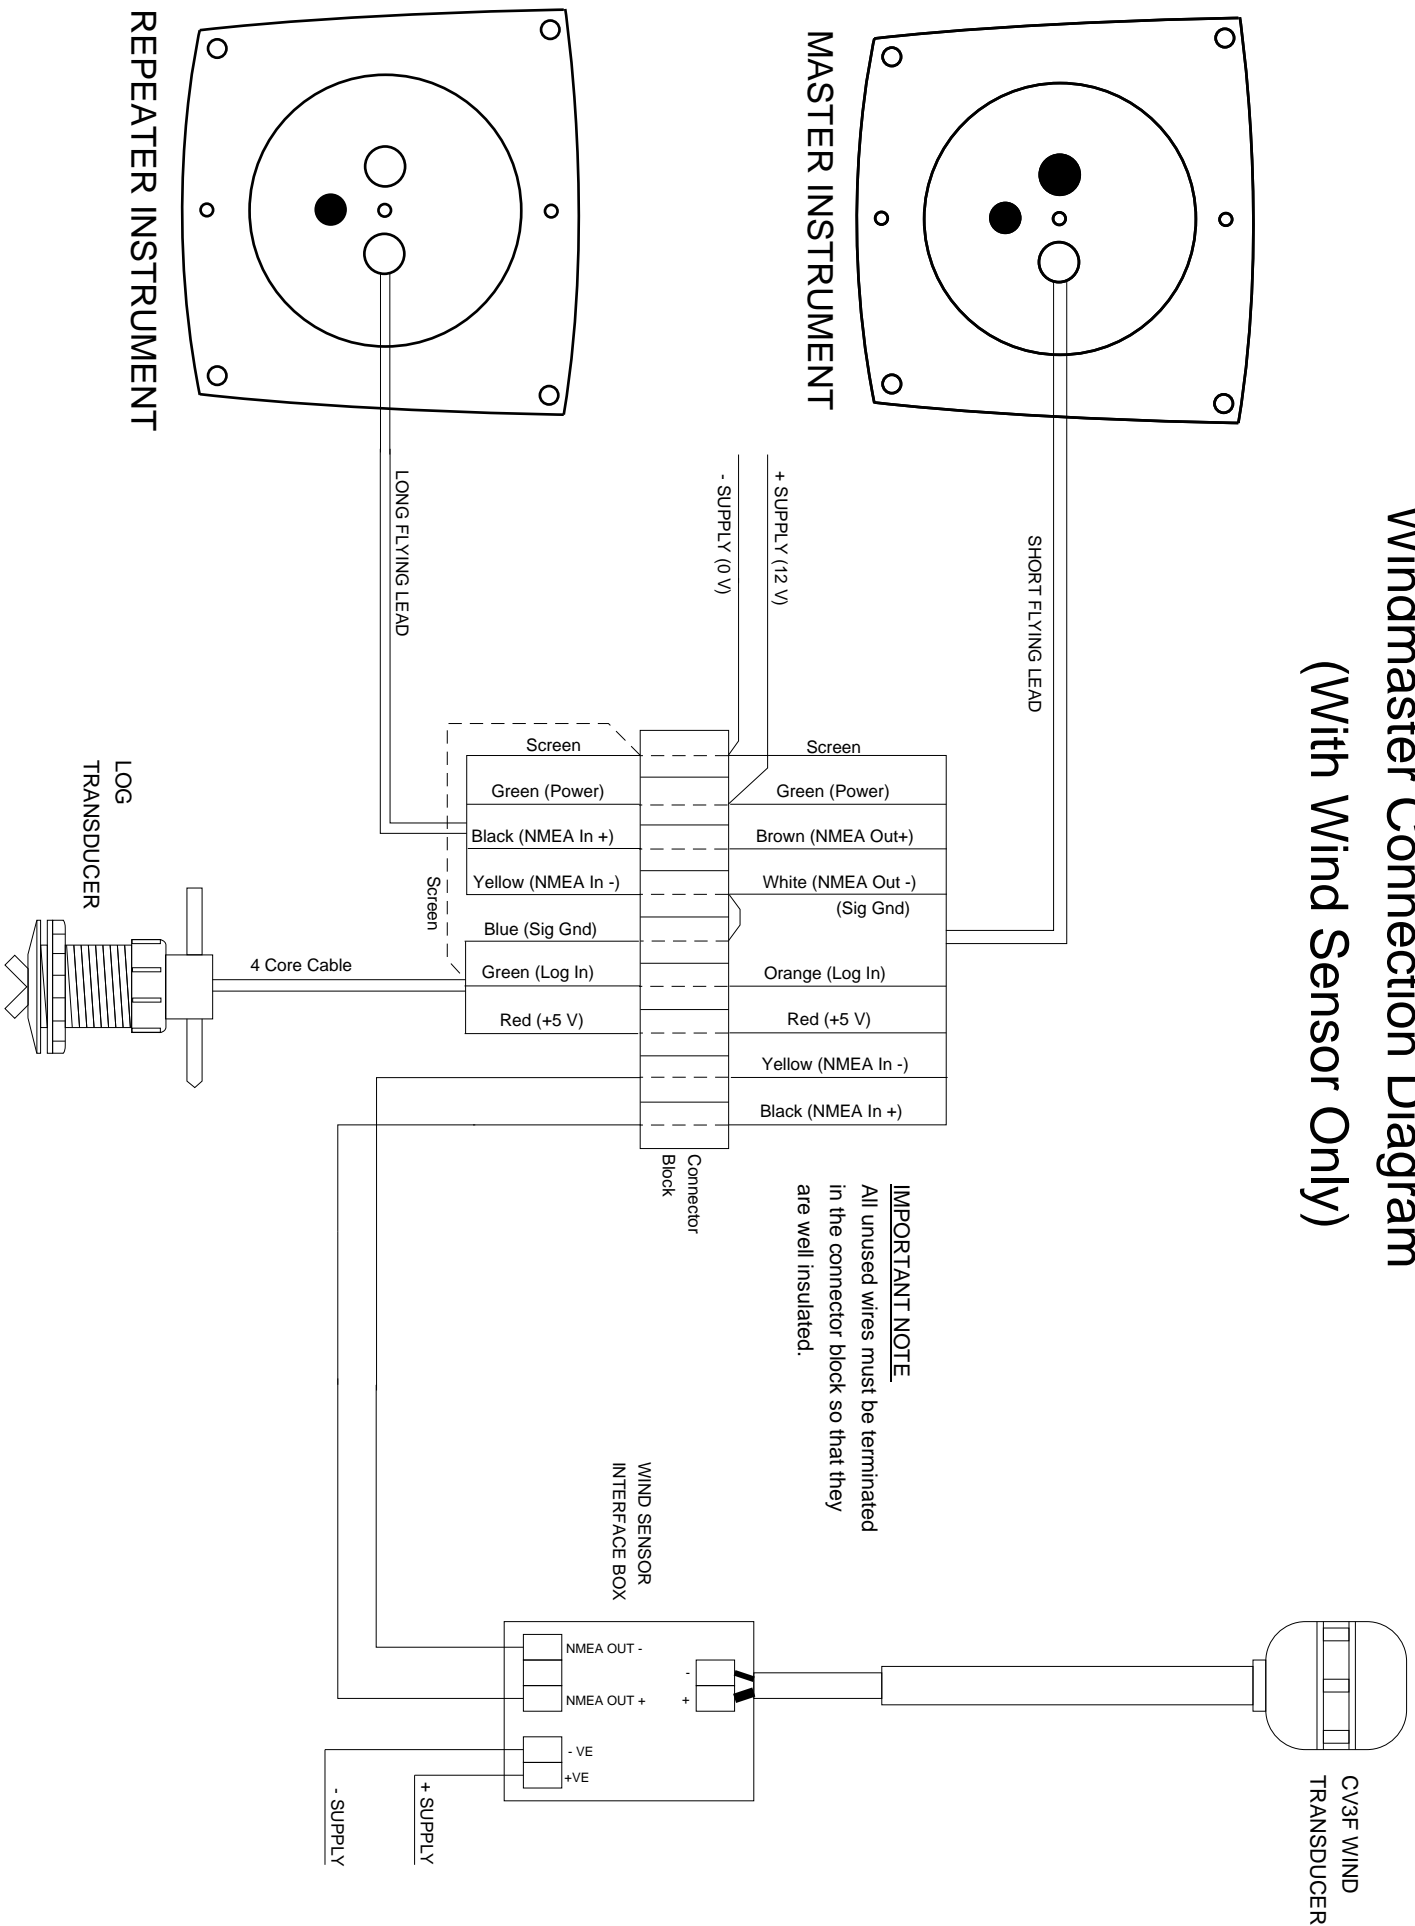 Windmaster Connection Diagram
(With Wind Sensor Only)
MASTER INSTRUMENT
REPEATER INSTRUMENT
SHORT FLYING LEAD
+ SUPPLY (12 V)
- SUPPLY (0 V)
LONG FLYING LEAD
Screen
Green (Power)
Brown (NMEA Out+)
White (NMEA Out -)
(Sig Gnd)
Orange (Log In)
Red (+5 V)
Yellow (NMEA In -)
Black (NMEA In +)
Screen
Green (Power)
Black (NMEA In +)
Yellow (NMEA In -)
Blue (Sig Gnd)
Green (Log In)
Red (+5 V)
Screen
4 Core Cable
LOG
TRANSDUCER
Connector
Block
IMPORTANT NOTE
All unused wires must be terminated
in the connector block so that they
are well insulated.
WIND SENSOR
INTERFACE BOX
NMEA OUT -
NMEA OUT +
-
+
- VE
+VE
+ SUPPLY
- SUPPLY
CV3F WIND
TRANSDUCER